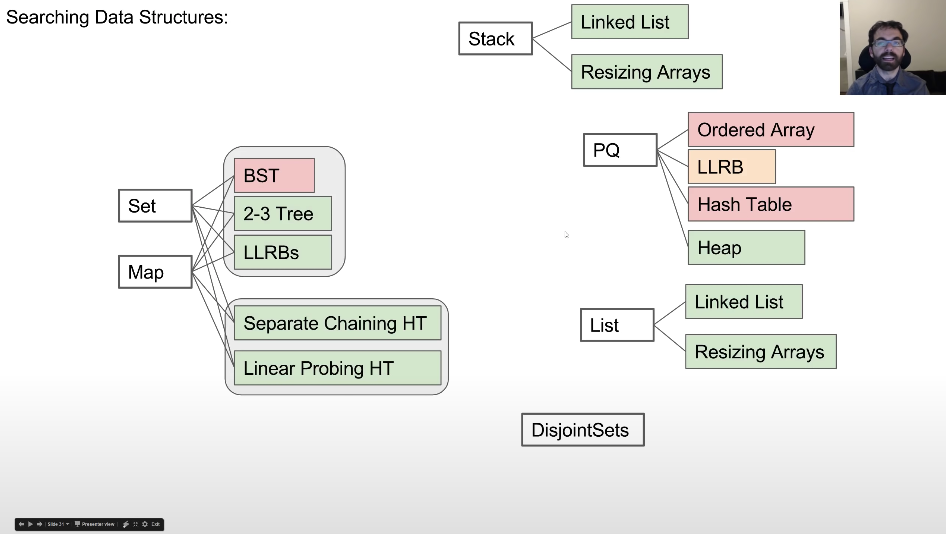 Searching Data Structures:
Stack
Linked List
Resizing Arrays
PQ
Ordered Array
LLRB
Hash Table
Heap
Set
Map
BST
2-3 Tree
LLRBs
Separate Chaining HT
Linear Probing HT
List
Linked List
Resizing Arrays
DisjointSets
Slide 31
Presenter view
Exit